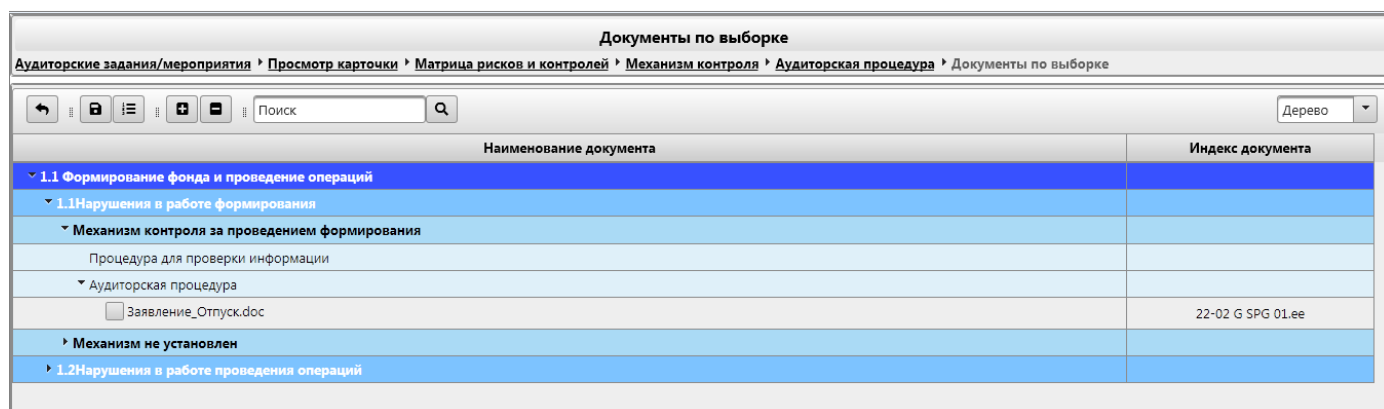 Документы по выборке
Аудиторские задания/мероприятия Просмотр карточки Матрица рисков и контролей Механизм контроля Аудиторская процедура Документы по выборке
Поиск Дерево
Наименование документа Индекс документа
1.1 Формирование фонда и проведение операций
1.1Нарушения в работе формирования
Механизм контроля за проведением формирования
Процедура для проверки информации
Аудиторская процедура
Заявление_Отпуск.doc 22-02 G SPG 01.ee
Механизм не установлен
1.2Нарушения в работе проведения операций